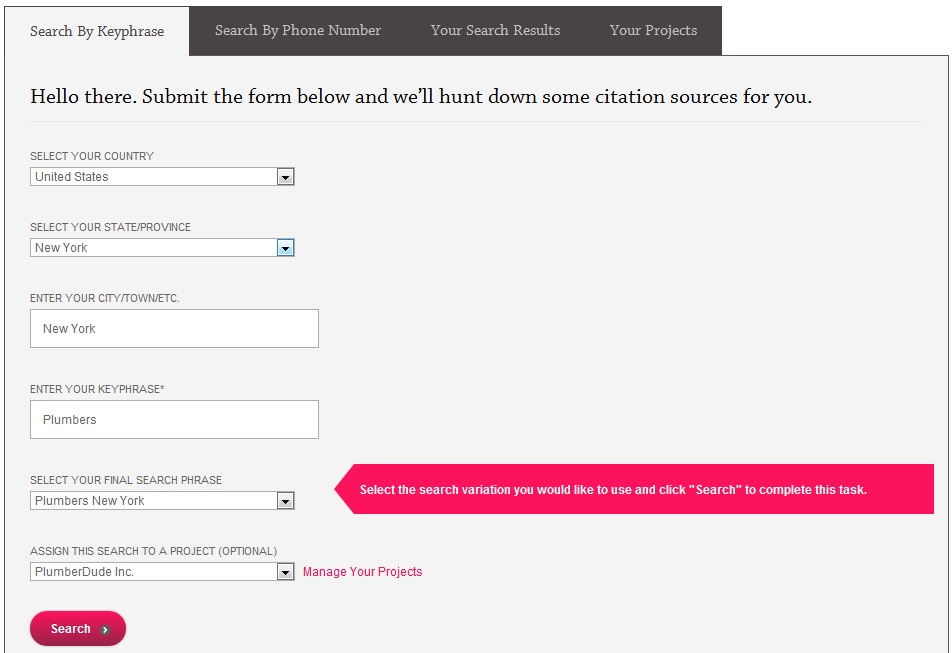 Search By Keyphrase
Search By Phone Number
Your Search Results
Your Projects
Hello there. Submit the form below and we'll hunt down some citation sources for you.
SELECT YOUR COUNTRY
United States
SELECT YOUR STATE/PROVINCE
New York
ENTER YOUR CITY/TOWN/ETC.
New York
ENTER YOUR KEYPHRASE*
Plumbers
SELECT YOUR FINAL SEARCH PHRASE
Plumbers New York
Select the search variation you would like to use and click "Search" to complete this task.
ASSIGN THIS SEARCH TO A PROJECT (OPTIONAL)
PlumberDude Inc.
Manage Your Projects
Search